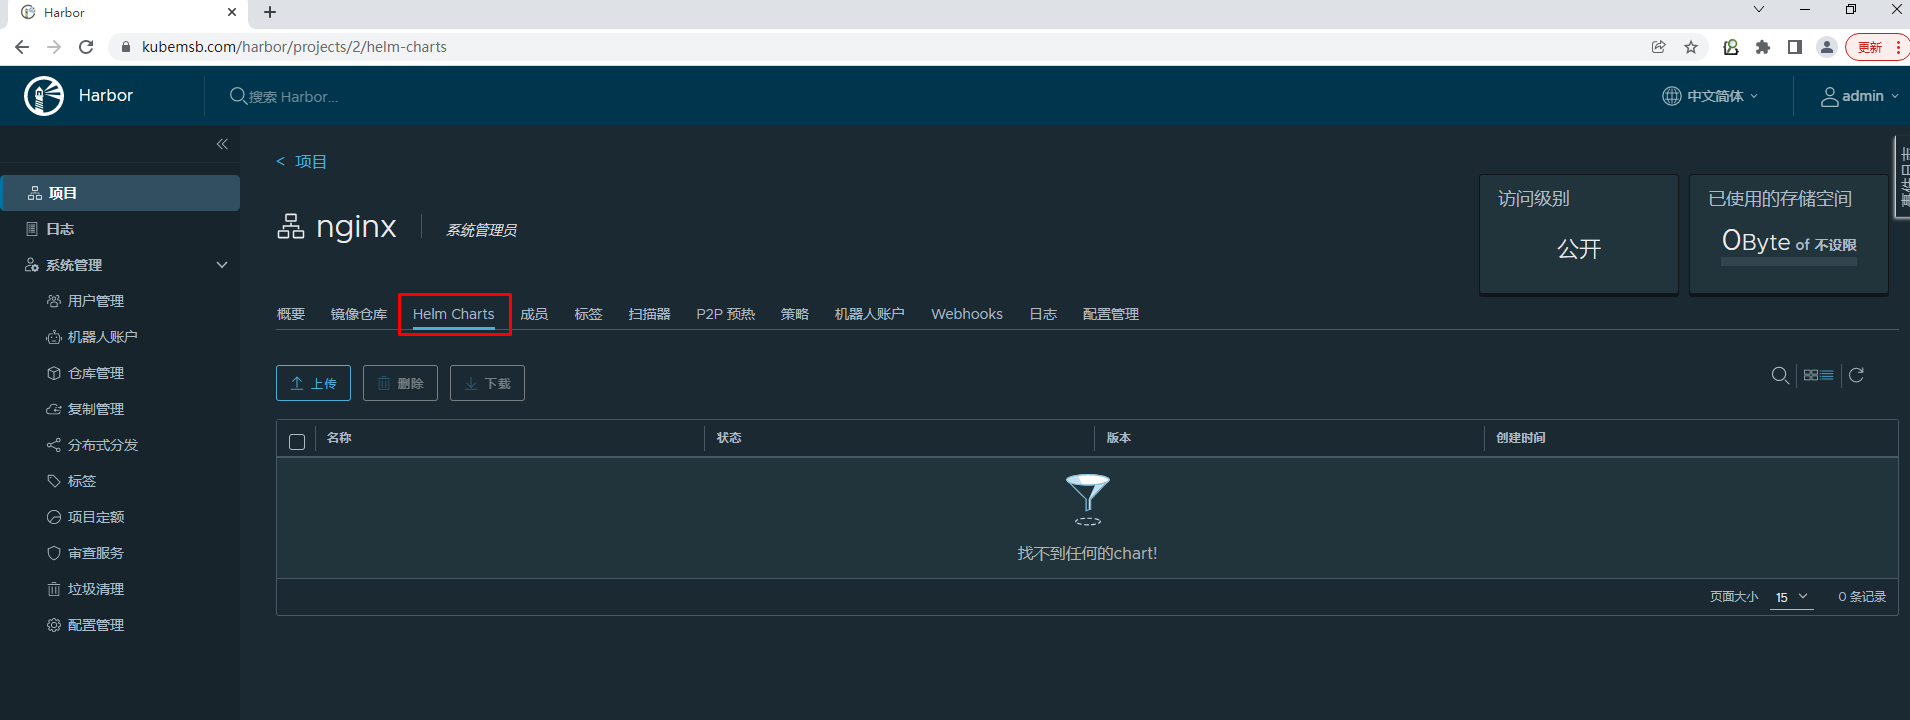 Harbor
kubemsb.com/harbor/projects/2/helm-charts
更新
Harbor
搜索 Harbor...
中文简体
admin
项目
日志
系统管理
用户管理
机器人账户
仓库管理
复制管理
分布式分发
标签
项目定额
审查服务
垃圾清理
配置管理
< 项目
nginx
系统管理员
访问级别
公开
已使用的存储空间
0Byte of 不设限
概要 镜像仓库 Helm Charts 成员 标签 扫描器 P2P 预热 策略 机器人账户 Webhooks 日志 配置管理
上传 删除 下载
名称 状态 版本 创建时间
找不到任何的chart!
页面大小 15 0 条记录